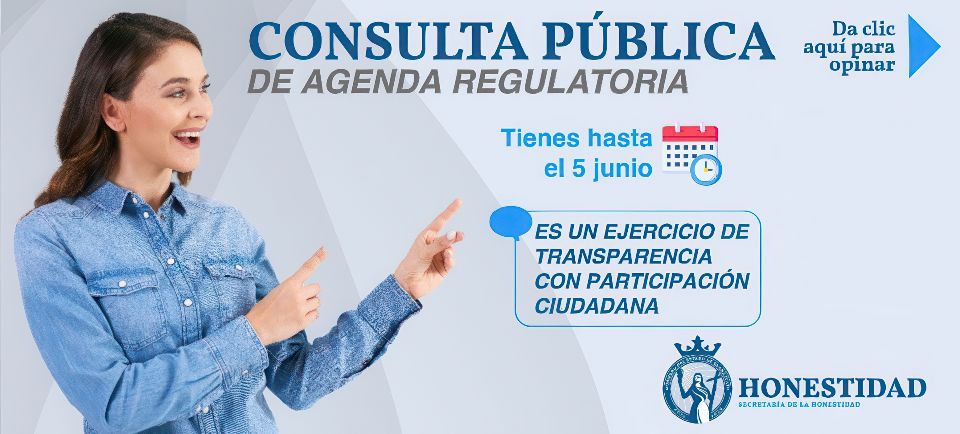 CONSULTA PÚBLICA
DE AGENDA REGULATORIA
Da clic
aquí para
opinar
Tienes hasta
el 5 junio
ES UN EJERCICIO DE
TRANSPARENCIA
CON PARTICIPACIÓN
CIUDADANA
HONESTIDAD
SECRETARÍA DE LA HONESTIDAD